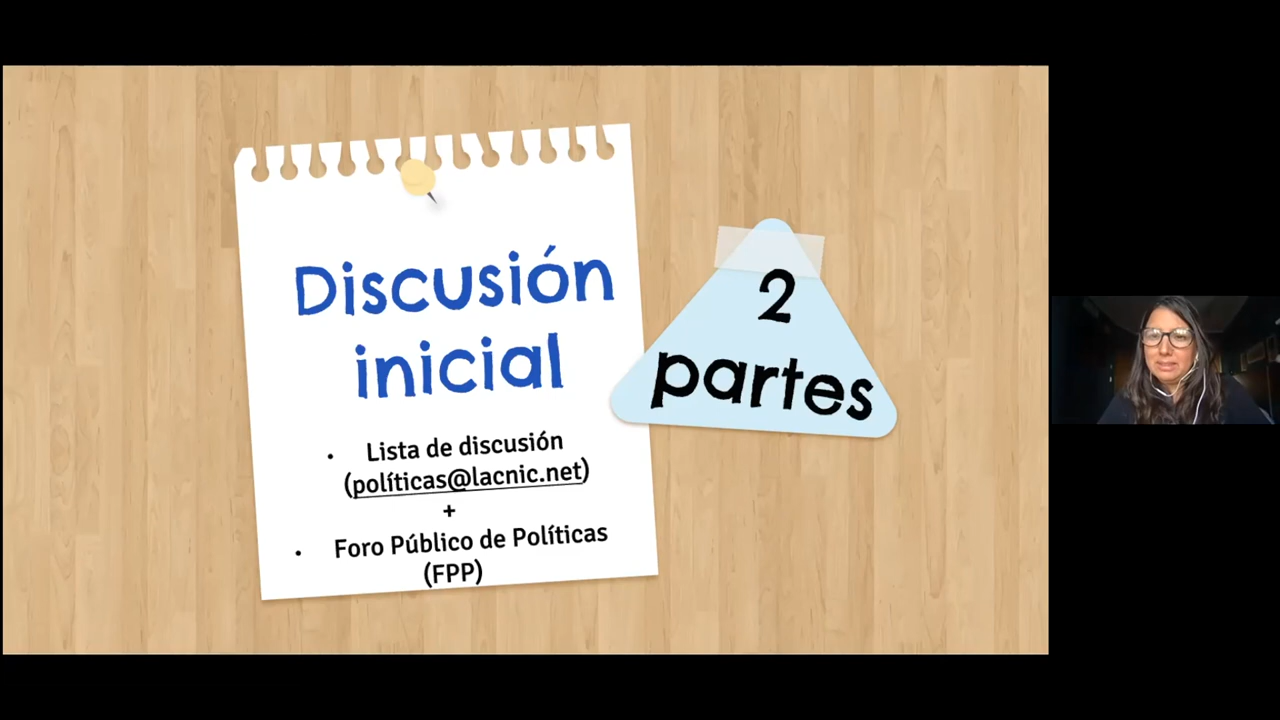 Discusión
inicial
• Lista de discusión
(políticas@lacnic.net)
+
• Foro Público de Políticas
(FPP)
2
partes